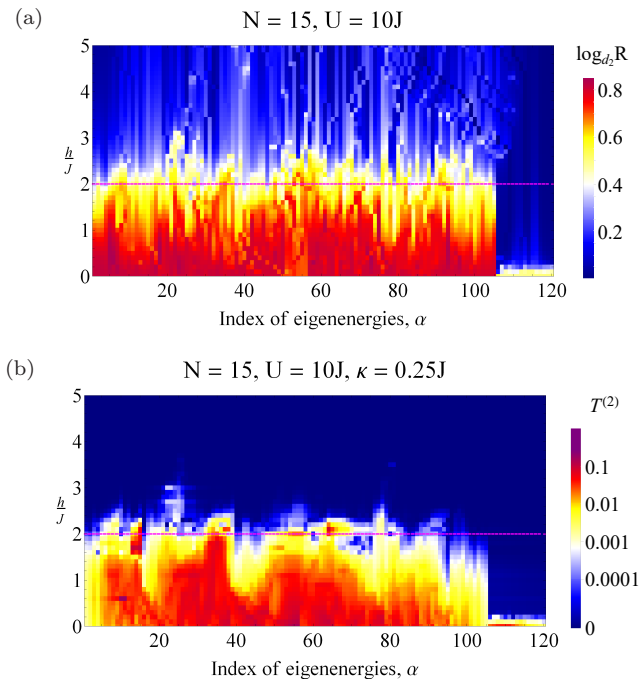 (a)
N = 15, U = 10J
5
4
3
h/J
2
1
0
20 40 60 80 100 120
Index of eigenenergies, α
log_{d_2}R
0.8
0.6
0.4
0.2
(b)
N = 15, U = 10J, κ = 0.25J
5
4
3
h/J
2
1
0
20 40 60 80 100 120
Index of eigenenergies, α
T^{(2)}
0.1
0.01
0.001
0.0001
0